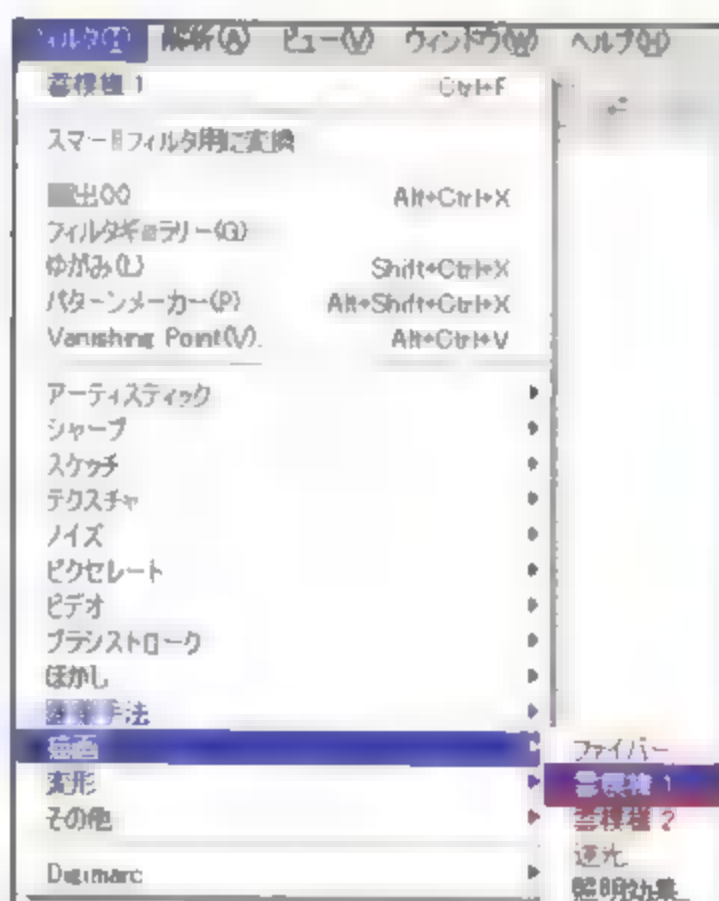 フィルタ(T) 解析(A) ビュー(V) ウィンドウ(W) ヘルプ(H)
雲模様 1 Ctrl+F
スマートフィルタ用に変換
抽出(X) Alt+Ctrl+X
フィルタギャラリー(G)
ゆがみ(L) Shift+Ctrl+X
パターンメーカー(P) Alt+Shift+Ctrl+X
Vanishing Point(V). Alt+Ctrl+V
アーティスティック
シャープ
スケッチ
テクスチャ
ノイズ
ピクセレート
ビデオ
ブラシストローク
ぼかし
表現手法
描画
変形
その他
Digimarc
ファイバー
雲模様 1
雲模様 2
逆光
照明効果